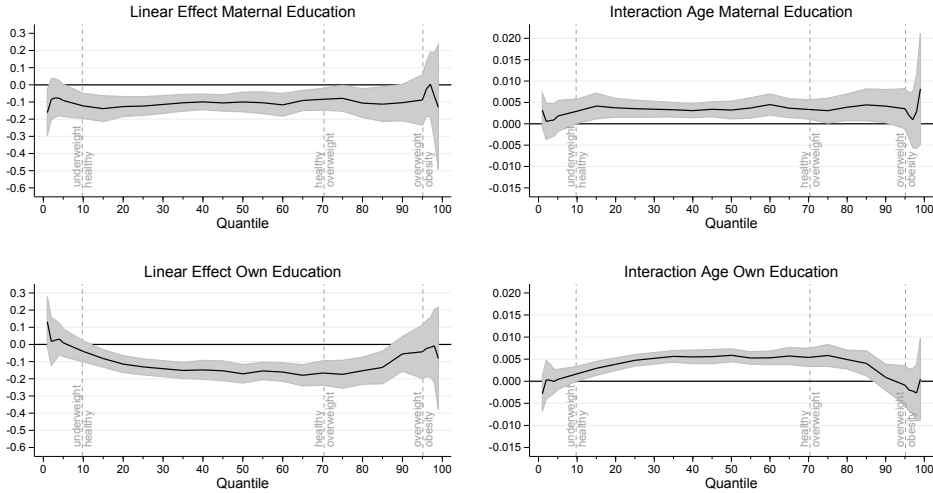 Linear Effect Maternal Education
0.3
0.2
0.1
0.0
-0.1
-0.2
-0.3
-0.4
-0.5
-0.6
underweight
healthy
healthy
overweight
overweight
obesity
0 10 20 30 40 50 60 70 80 90 100
Quantile
Interaction Age Maternal Education
0.020
0.015
0.010
0.005
0.000
-0.005
-0.010
-0.015
underweight
healthy
healthy
overweight
overweight
obesity
0 10 20 30 40 50 60 70 80 90 100
Quantile
Linear Effect Own Education
0.3
0.2
0.1
0.0
-0.1
-0.2
-0.3
-0.4
-0.5
-0.6
underweight
healthy
healthy
overweight
overweight
obesity
0 10 20 30 40 50 60 70 80 90 100
Quantile
Interaction Age Own Education
0.020
0.015
0.010
0.005
0.000
-0.005
-0.010
-0.015
underweight
healthy
healthy
overweight
overweight
obesity
0 10 20 30 40 50 60 70 80 90 100
Quantile